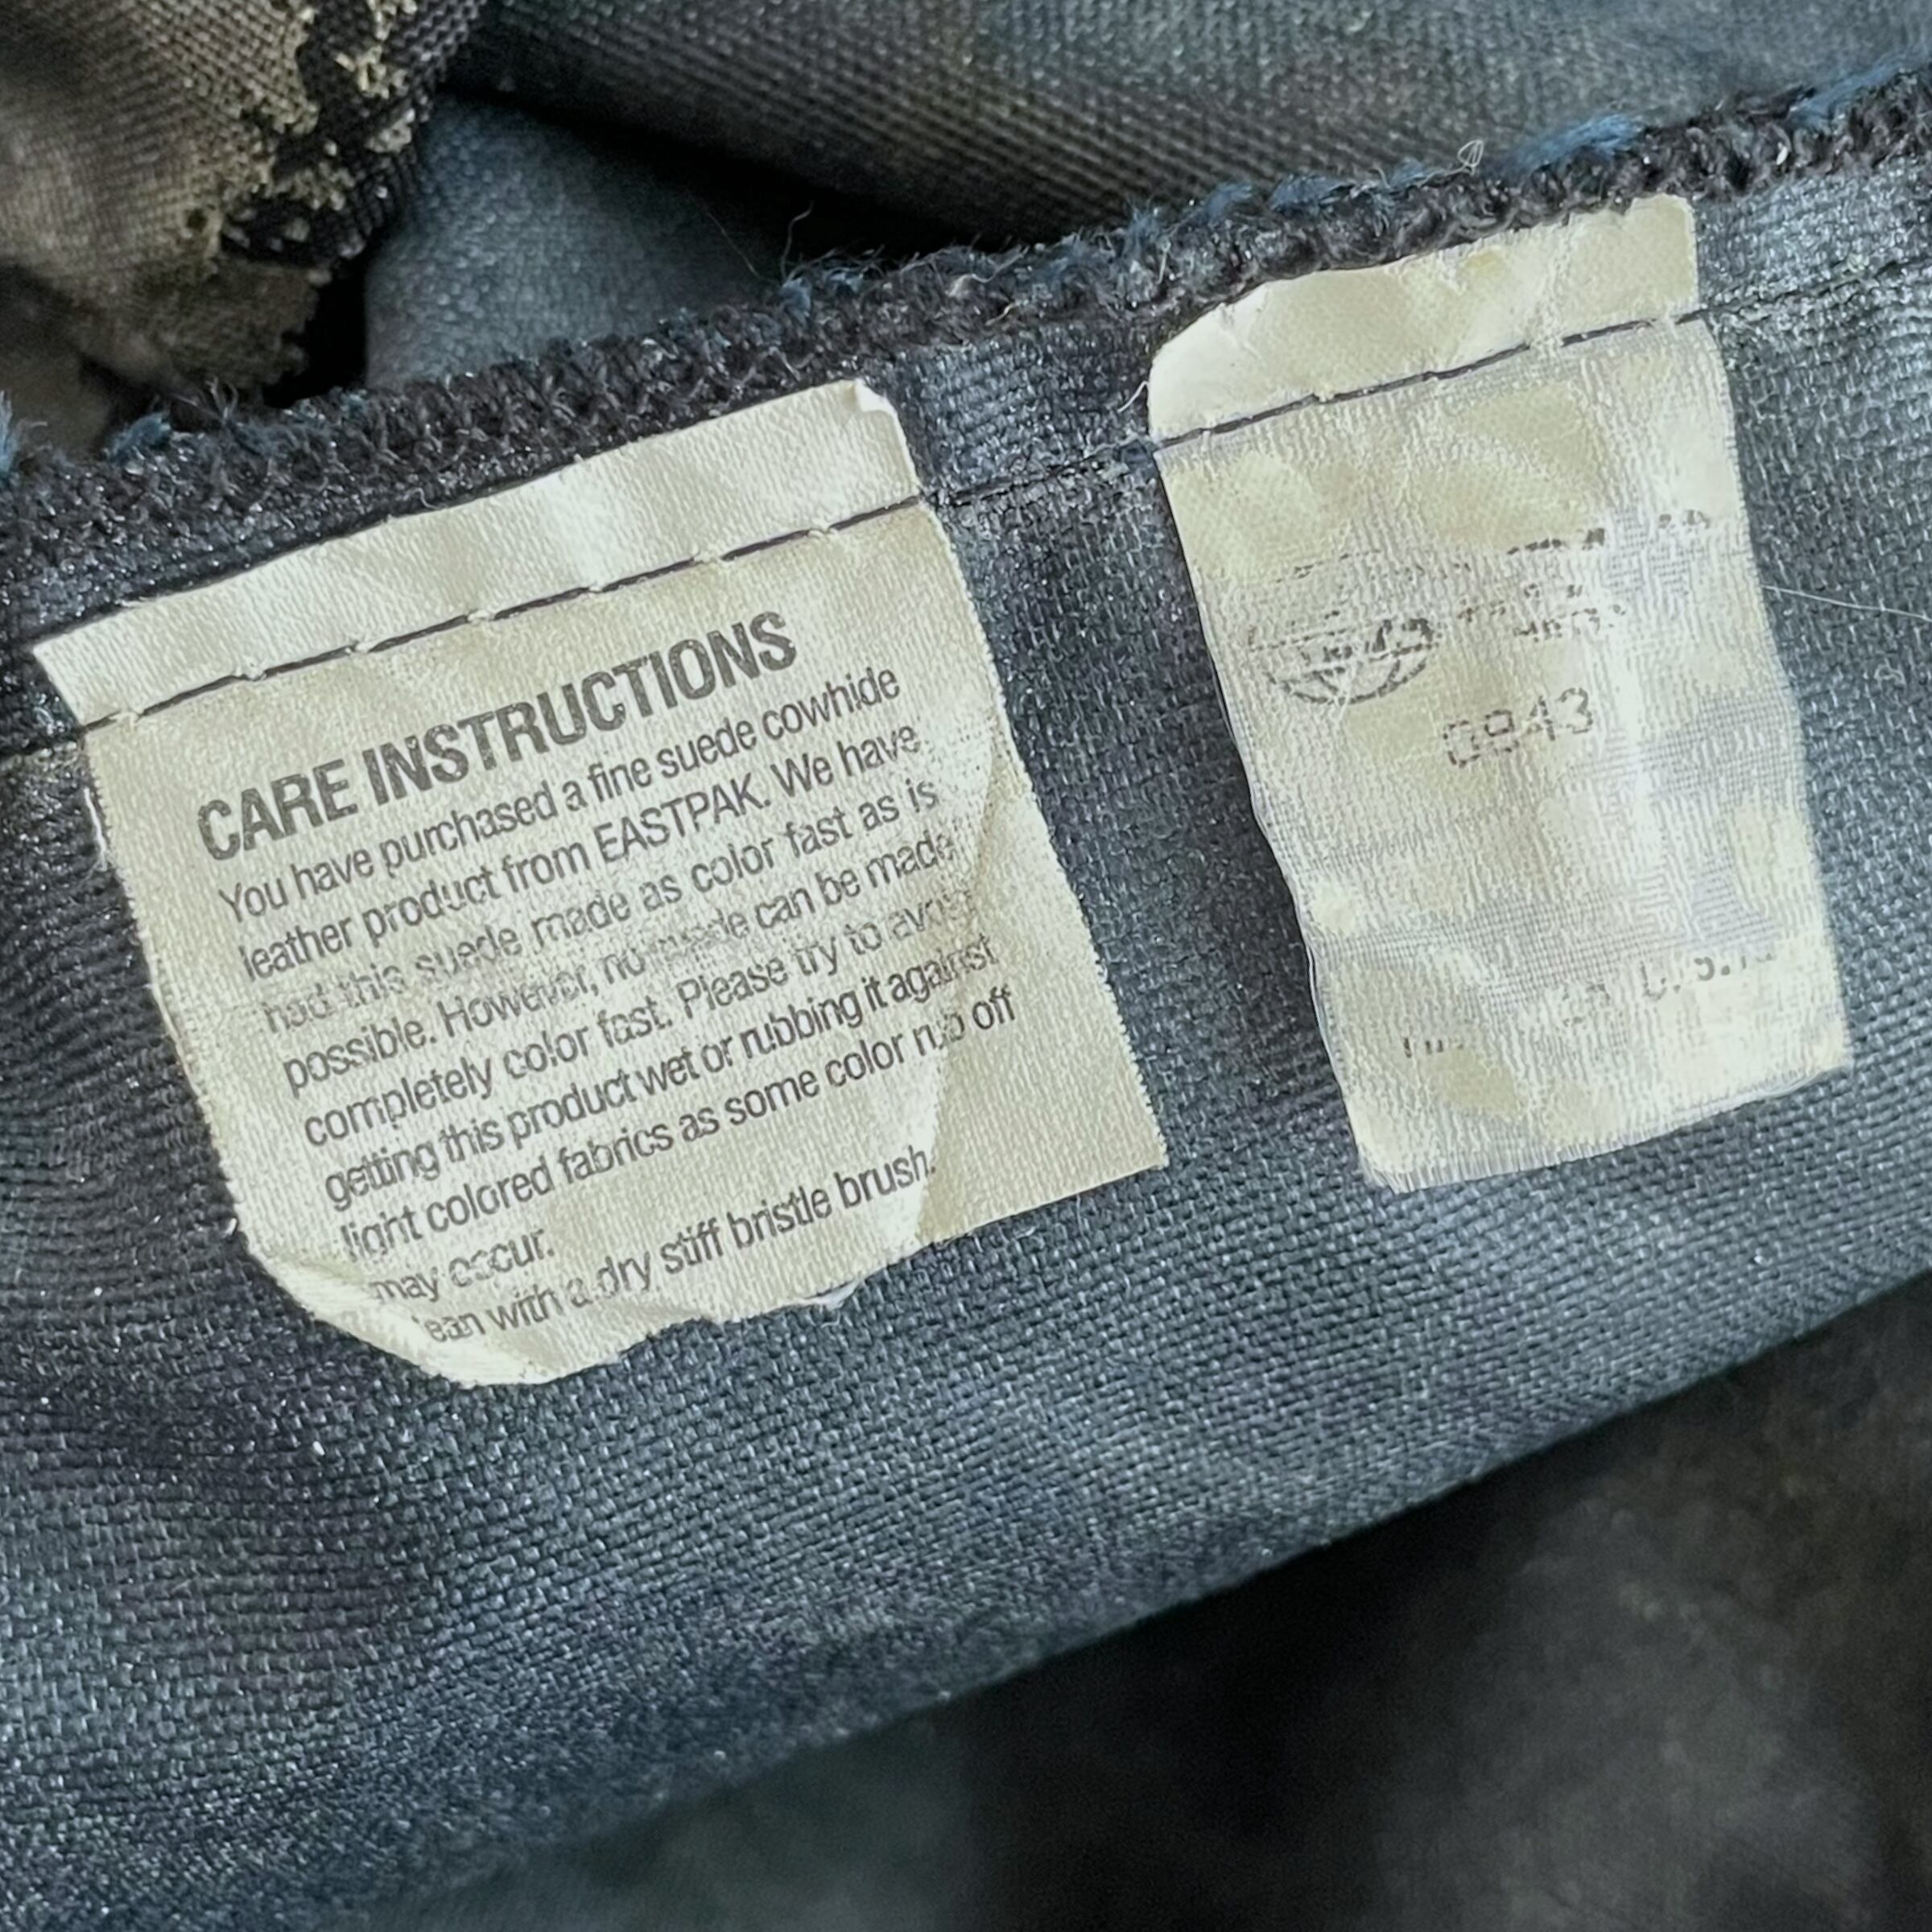 CARE INSTRUCTIONS
You have purchased a fine suede cowhide
leather product from EASTPAK. We have
had this suede made as color fast as is
possible. However, no suede can be made
completely color fast. Please try to avoid
getting this product wet or rubbing it against
light colored fabrics as some color rub off
may occur.
lean with a dry stiff bristle brush.
0943
U.S.A.